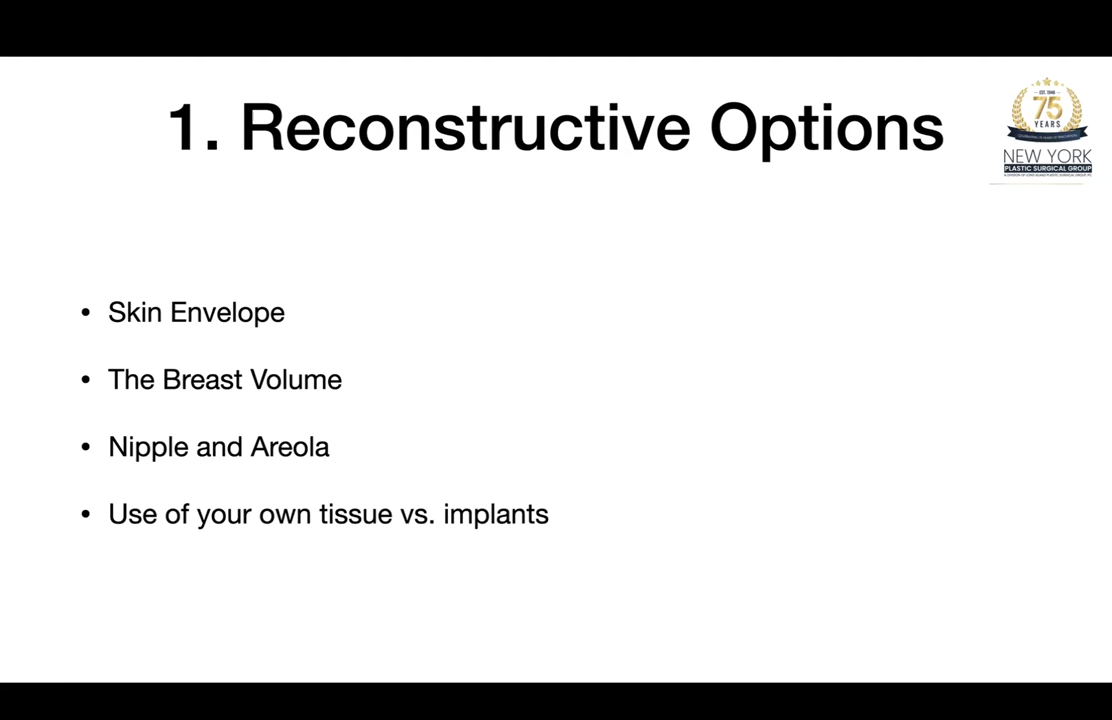 1. Reconstructive Options
EST. 1948
75
YEARS
NEW YORK
PLASTIC SURGICAL GROUP
A DIVISION OF LONG ISLAND PLASTIC SURGICAL GROUP, PC
• Skin Envelope
• The Breast Volume
• Nipple and Areola
• Use of your own tissue vs. implants